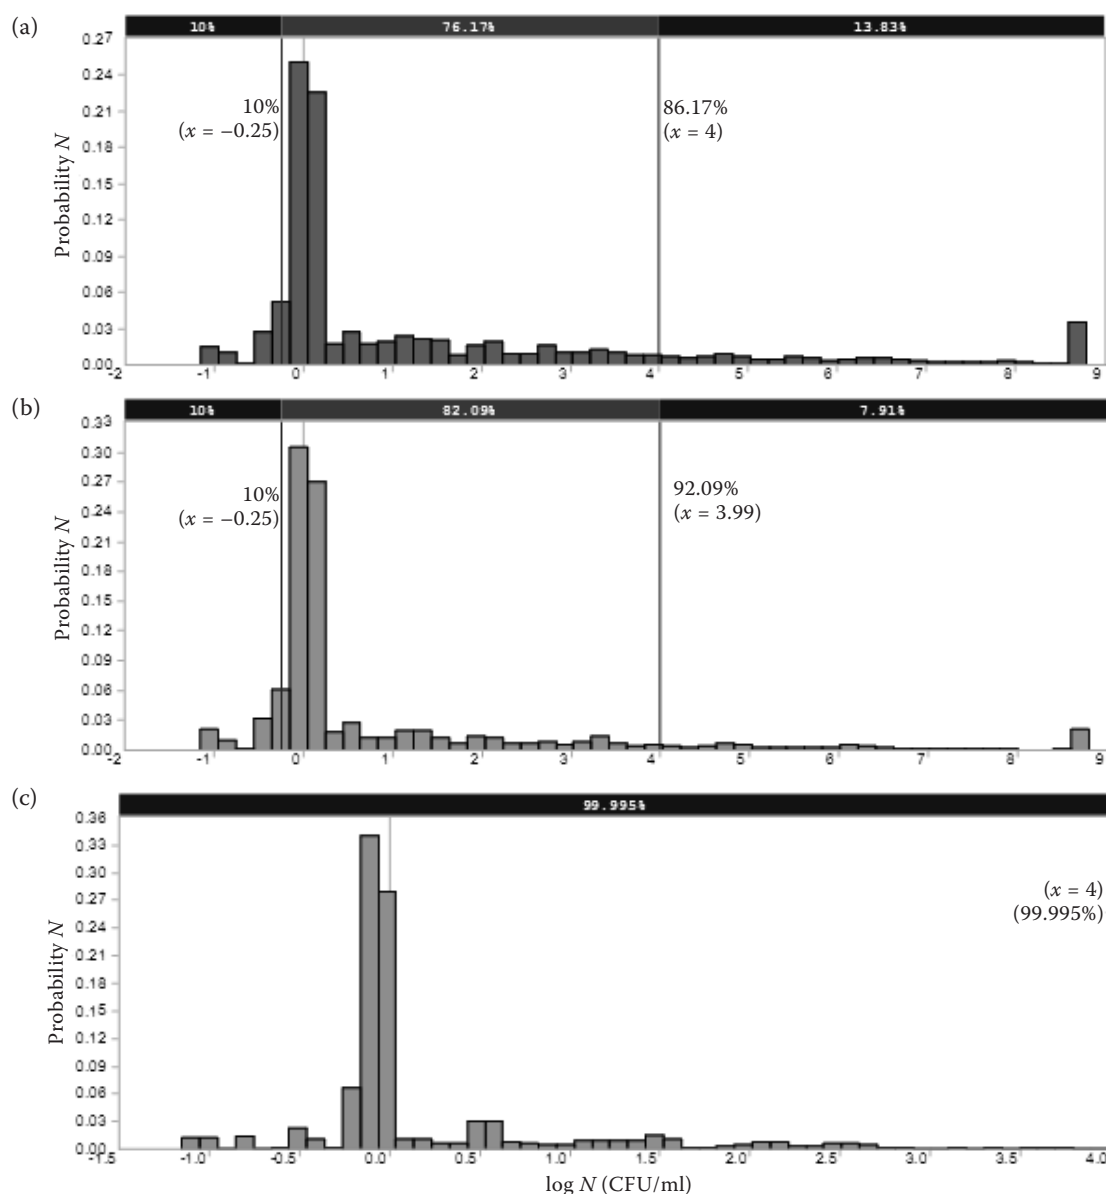 (a)
10% 76.17% 13.83%
0.27
0.24
0.21
0.18
0.15
0.12
0.09
0.06
0.03
0.00
Probability N
10%
(x = −0.25)
86.17%
(x = 4)
-2 -1 0 1 2 3 4 5 6 7 8 9
(b)
10% 82.09% 7.91%
0.33
0.30
0.27
0.24
0.21
0.18
0.15
0.12
0.09
0.06
0.03
0.00
Probability N
10%
(x = −0.25)
92.09%
(x = 3.99)
-2 -1 0 1 2 3 4 5 6 7 8 9
(c)
99.995%
0.36
0.33
0.30
0.27
0.24
0.21
0.18
0.15
0.12
0.09
0.06
0.03
0.00
Probability N
(x = 4)
(99.995%)
-1.5 -1.0 -0.5 0.0 0.5 1.0 1.5 2.0 2.5 3.0 3.5 4.0
log N (CFU/ml)